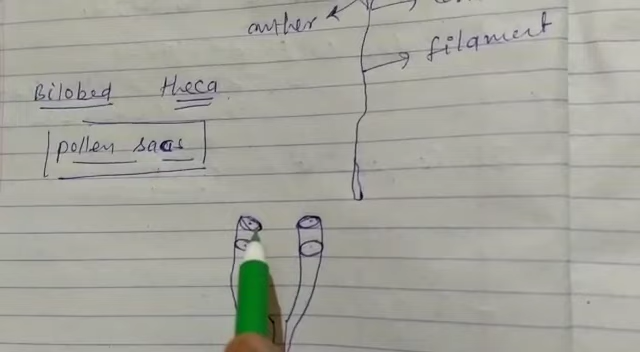 anther
filament
Bilobed theca
pollen sacs